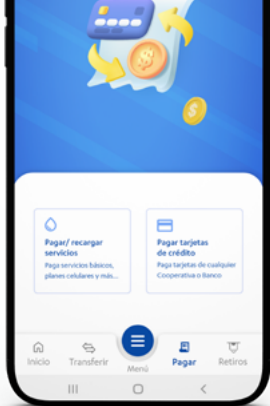 Pagar/ recargar
servicios
Paga servicios básicos,
planes celulares y más...
Pagar tarjetas
de crédito
Paga tarjetas de cualquier
Cooperativa o Banco
Inicio
Transferir
Menú
Pagar
Retiros